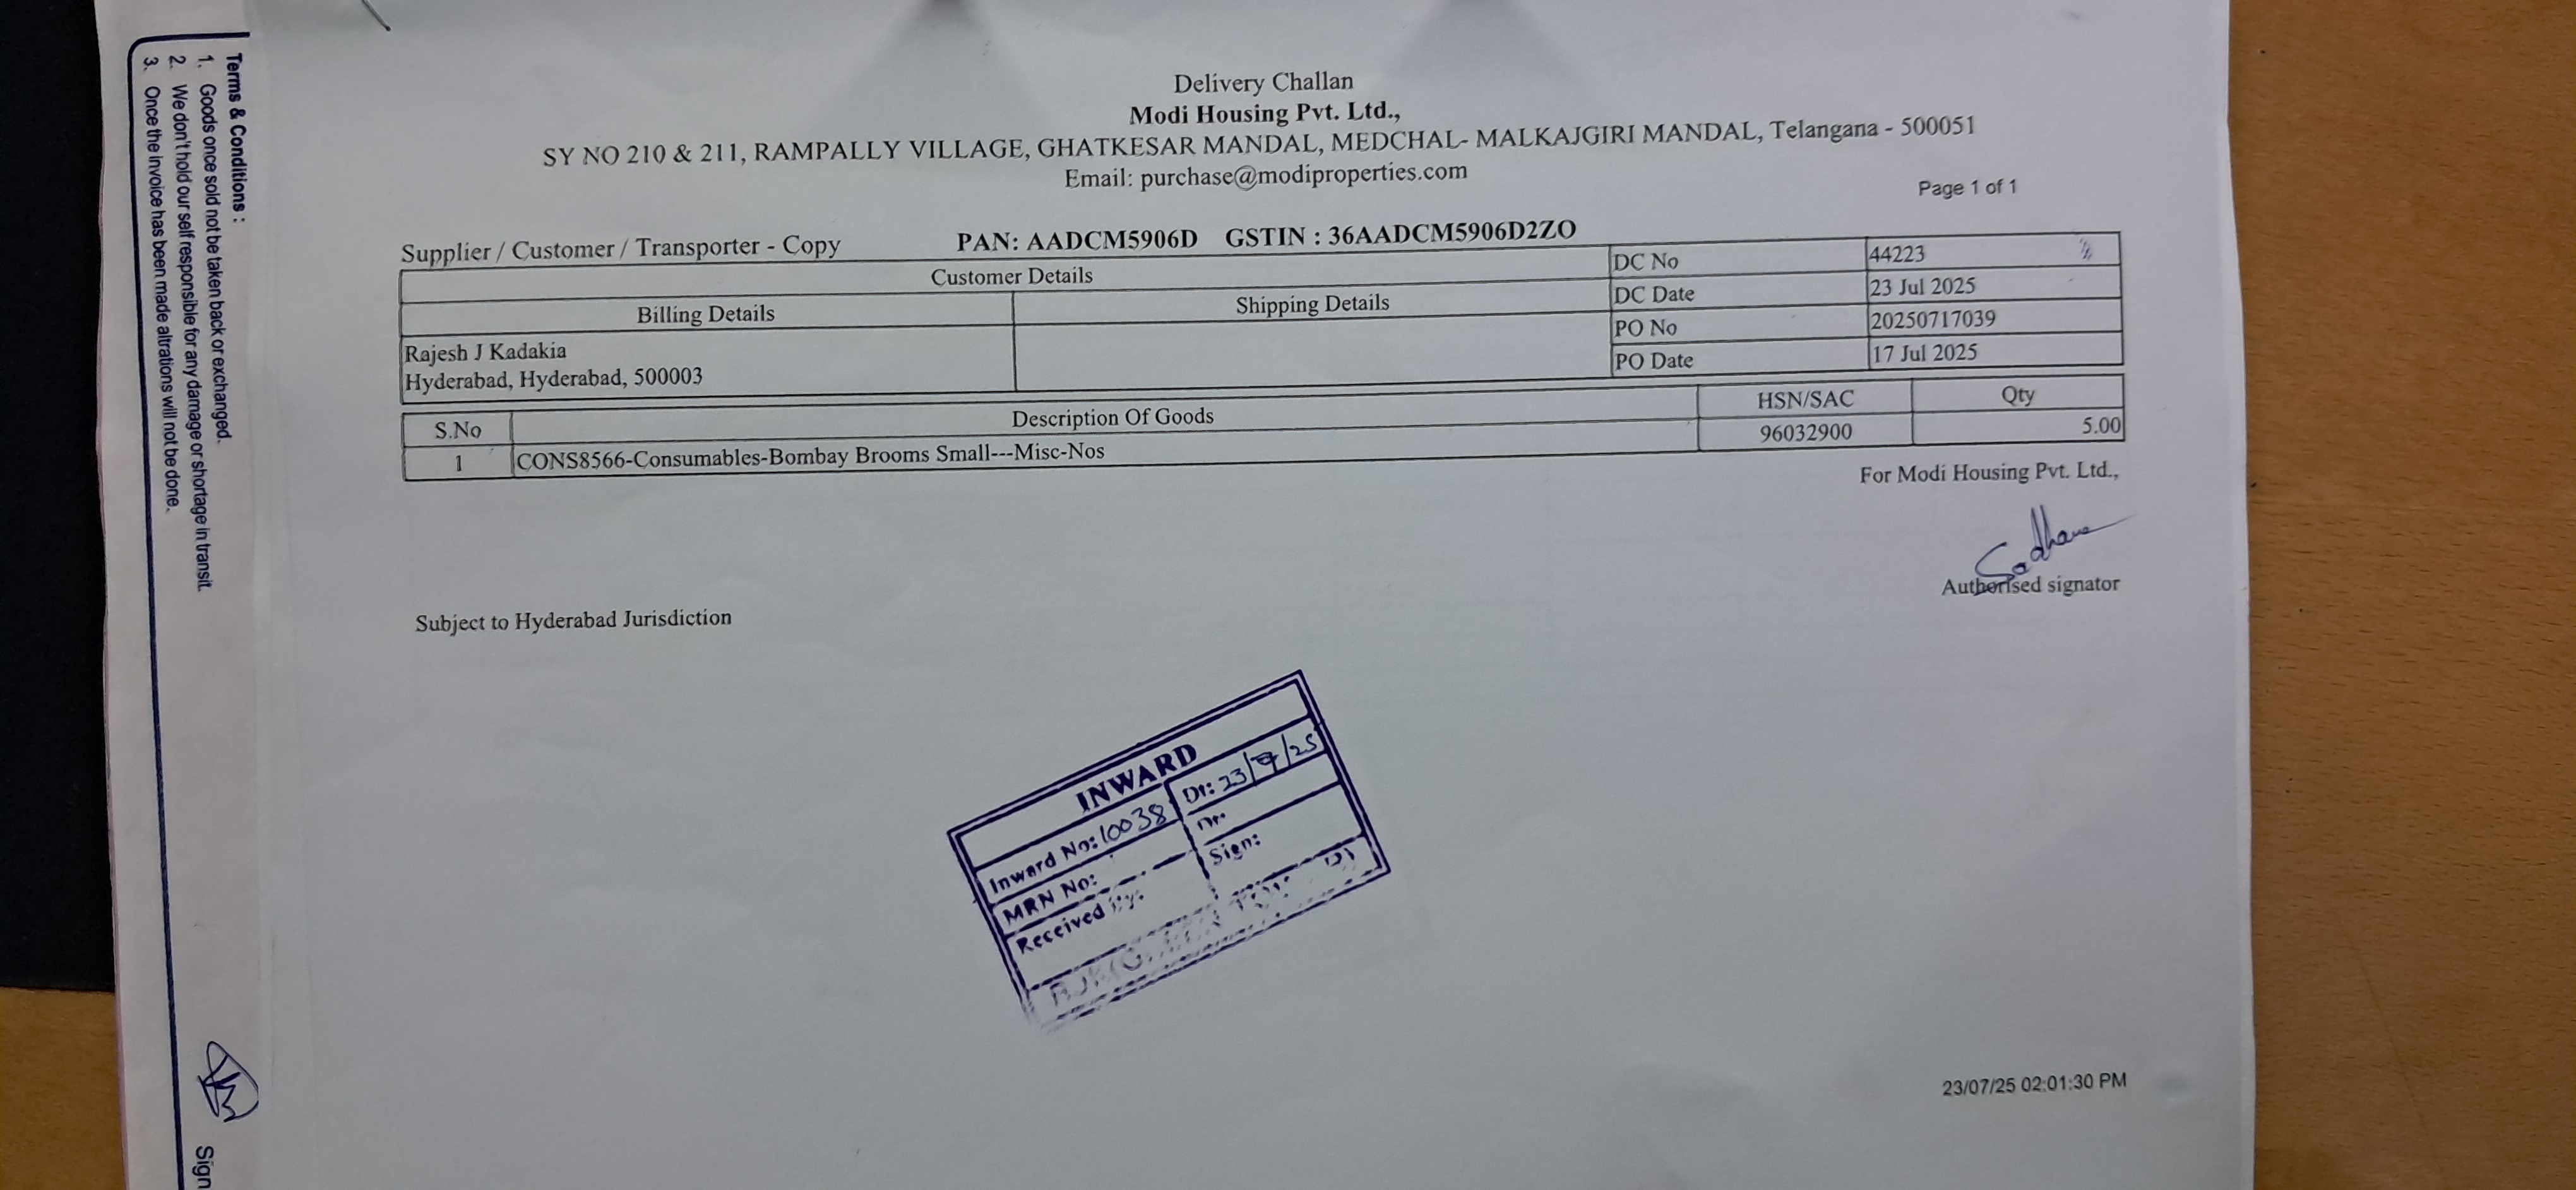 Delivery Challan
Modi Housing Pvt. Ltd.,
SY NO 210 & 211, RAMPALLY VILLAGE, GHATKESAR MANDAL, MEDCHAL- MALKAJGIRI MANDAL, Telangana - 500051
Email: purchase@modiproperties.com
Page 1 of 1
Supplier / Customer / Transporter - Copy
PAN: AADCM5906D GSTIN : 36AADCM5906D2ZO
Customer Details
Billing Details Shipping Details
Rajesh J Kadakia
Hyderabad, Hyderabad, 500003
DC No 44223
DC Date 23 Jul 2025
PO No 20250717039
PO Date 17 Jul 2025
S.No Description Of Goods HSN/SAC Qty
1 CONS8566-Consumables-Bombay Brooms Small---Misc-Nos 96032900 5.00
For Modi Housing Pvt. Ltd.,
Sadhana
Authorised signator
Subject to Hyderabad Jurisdiction
INWARD
Inward No: 10038 Dt: 23/7/25
MRN No: Dt:
Received By: Sign:
23/07/25 02:01:30 PM
Terms & Conditions :
1. Goods once sold not be taken back or exchanged.
2. We don't hold our self responsible for any damage or shortage in transit.
3. Once the invoice has been made altrations will not be done.
Sign